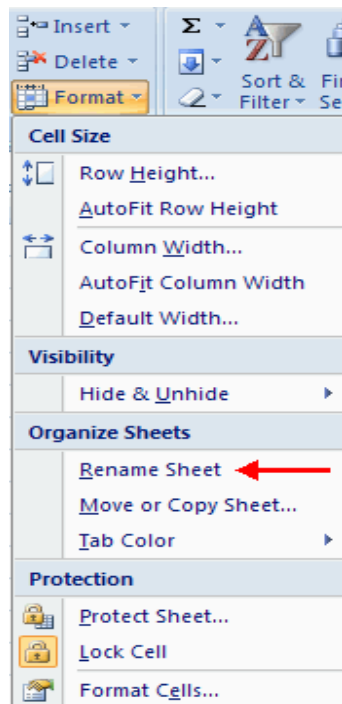 Insert
Σ
Delete
Sort &
Format
Filter
Cell Size
Row Height...
AutoFit Row Height
Column Width...
AutoFit Column Width
Default Width...
Visibility
Hide & Unhide
Organize Sheets
Rename Sheet
Move or Copy Sheet...
Tab Color
Protection
Protect Sheet...
Lock Cell
Format Cells...